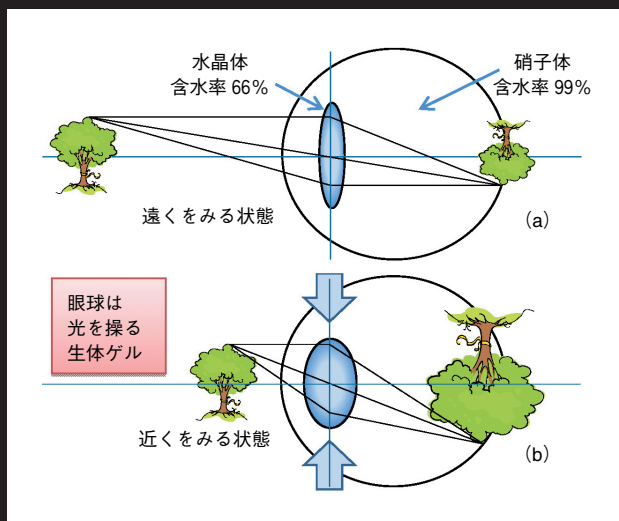 水晶体
含水率 66%
硝子体
含水率 99%
遠くをみる状態
(a)
眼球は
光を操る
生体ゲル
近くをみる状態
(b)